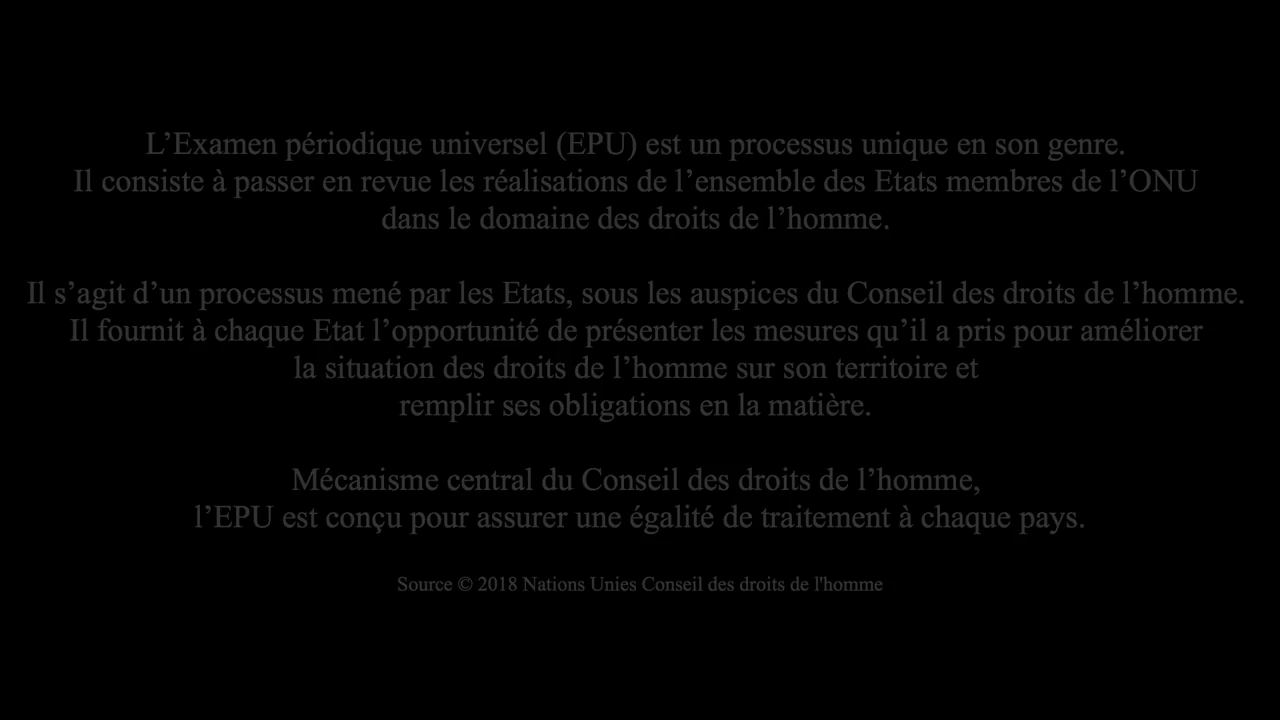 L’Examen périodique universel (EPU) est un processus unique en son genre.
Il consiste à passer en revue les réalisations de l’ensemble des Etats membres de l’ONU
dans le domaine des droits de l’homme.
Il s’agit d’un processus mené par les Etats, sous les auspices du Conseil des droits de l’homme.
Il fournit à chaque Etat l’opportunité de présenter les mesures qu’il a pris pour améliorer
la situation des droits de l’homme sur son territoire et
remplir ses obligations en la matière.
Mécanisme central du Conseil des droits de l’homme,
l’EPU est conçu pour assurer une égalité de traitement à chaque pays.
Source © 2018 Nations Unies Conseil des droits de l'homme